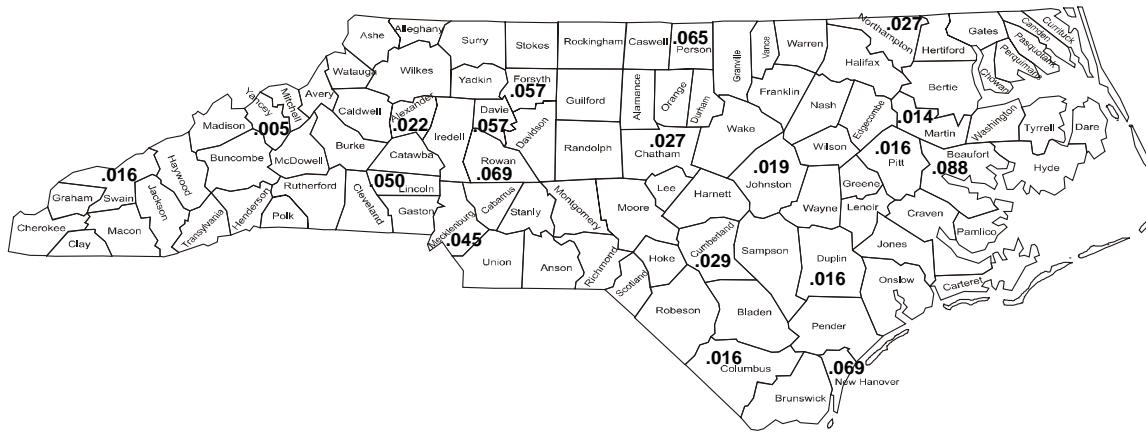 Ashe
Alleghany
Surry
Stokes
Rockingham
Caswell
.065
Person
Granville
Vance
Warren
.027
Northampton
Hertiford
Gates
Camden
Currituck
Pasquotank
Perquimans
Chowan
Watauga
Wilkes
Yadkin
Forsyth
.057
Guilford
Alamance
Orange
Durham
Franklin
Nash
Halifax
Edgecombe
Bertie
Yancey
Mitchell
Avery
Caldwell
Alexander
.022
Iredell
Davie
.057
Davidson
Randolph
.027
Chatham
Wake
Wilson
.014
Martin
Washington
Tyrrell
Dare
Madison
.005
Buncombe
McDowell
Burke
Catawba
Rowan
.069
Lee
Harnett
.019
Johnston
Greene
.016
Pitt
Beaufort
.088
Hyde
.016
Swain
Graham
Haywood
Jackson
Cherokee
Clay
Macon
Transylvania
Henderson
Polk
Rutherford
Cleveland
.050
Lincoln
Gaston
Mecklenburg
.045
Cabarrus
Stanly
Montgomery
Moore
Wayne
Lenoir
Craven
Pamlico
Union
Anson
Richmond
Scotland
Hoke
Cumberland
.029
Sampson
Duplin
.016
Jones
Onslow
Carteret
Robeson
Bladen
Pender
.016
Columbus
Brunswick
.069
New Hanover